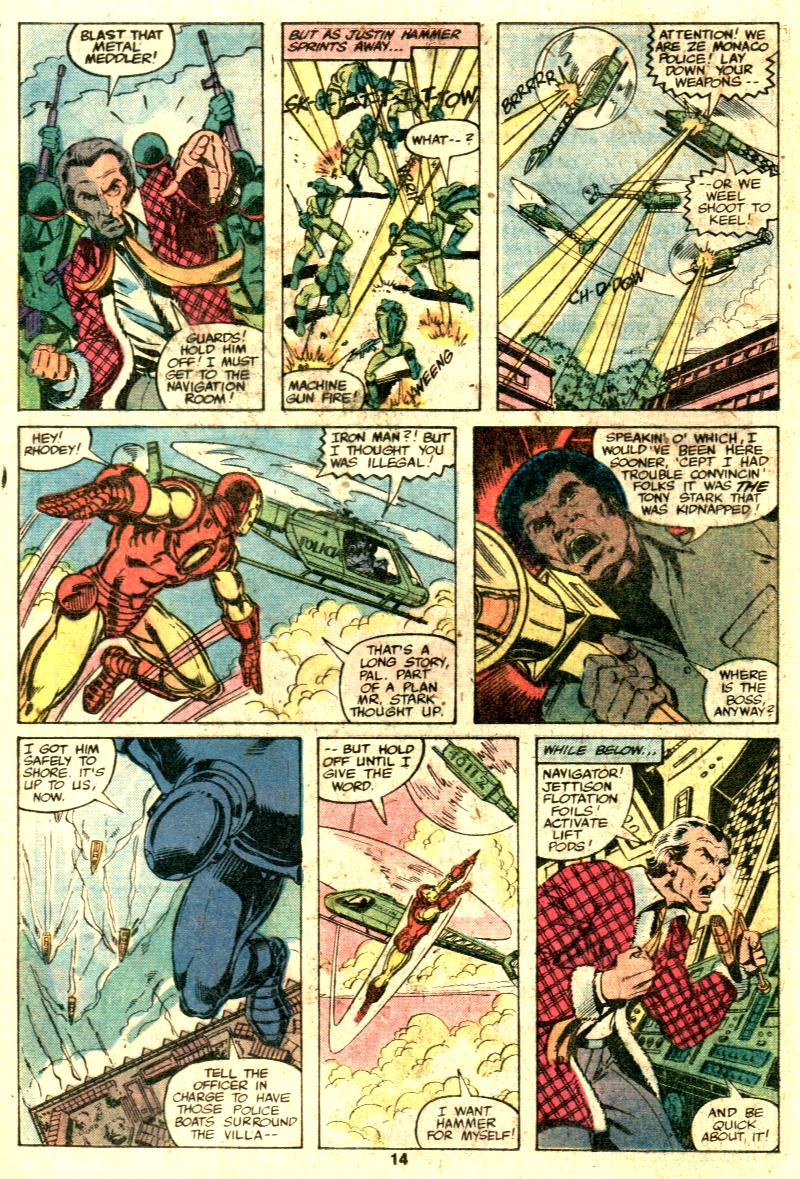 BLAST THAT
METAL
MEDDLER!
GUARDS!
HOLD HIM
OFF! I MUST
GET TO THE
NAVIGATION
ROOM!
BUT AS JUSTIN HAMMER
SPRINTS AWAY...
WHAT--?
MACHINE
GUN FIRE!
WEENG
BRRRRR
ATTENTION! WE
ARE ZE MONACO
POLICE! LAY
DOWN YOUR
WEAPONS--
--OR WE
WEEL
SHOOT TO
KEEL!
CH-D-DOW
HEY!
RHODEY!
IRON MAN?! BUT
I THOUGHT YOU
WAS ILLEGAL!
POLICE
THAT'S A
LONG STORY,
PAL. PART
OF A PLAN
MR. STARK
THOUGHT UP.
SPEAKIN' O' WHICH, I
WOULD'VE BEEN HERE
SOONER, 'CEPT I HAD
TROUBLE CONVINCIN'
FOLKS IT WAS THE
TONY STARK THAT
WAS KIDNAPPED!
WHERE
IS THE
BOSS,
ANYWAY?
I GOT HIM
SAFELY TO
SHORE. IT'S
UP TO US,
NOW.
TELL THE
OFFICER IN
CHARGE TO HAVE
THOSE POLICE
BOATS SURROUND
THE VILLA--
-- BUT HOLD
OFF UNTIL I
GIVE THE
WORD.
I WANT
HAMMER
FOR MYSELF!
WHILE BELOW...
NAVIGATOR!
JETTISON
FLOTATION
FOILS!
ACTIVATE
LIFT
PODS!
AND BE
QUICK
ABOUT IT!
14